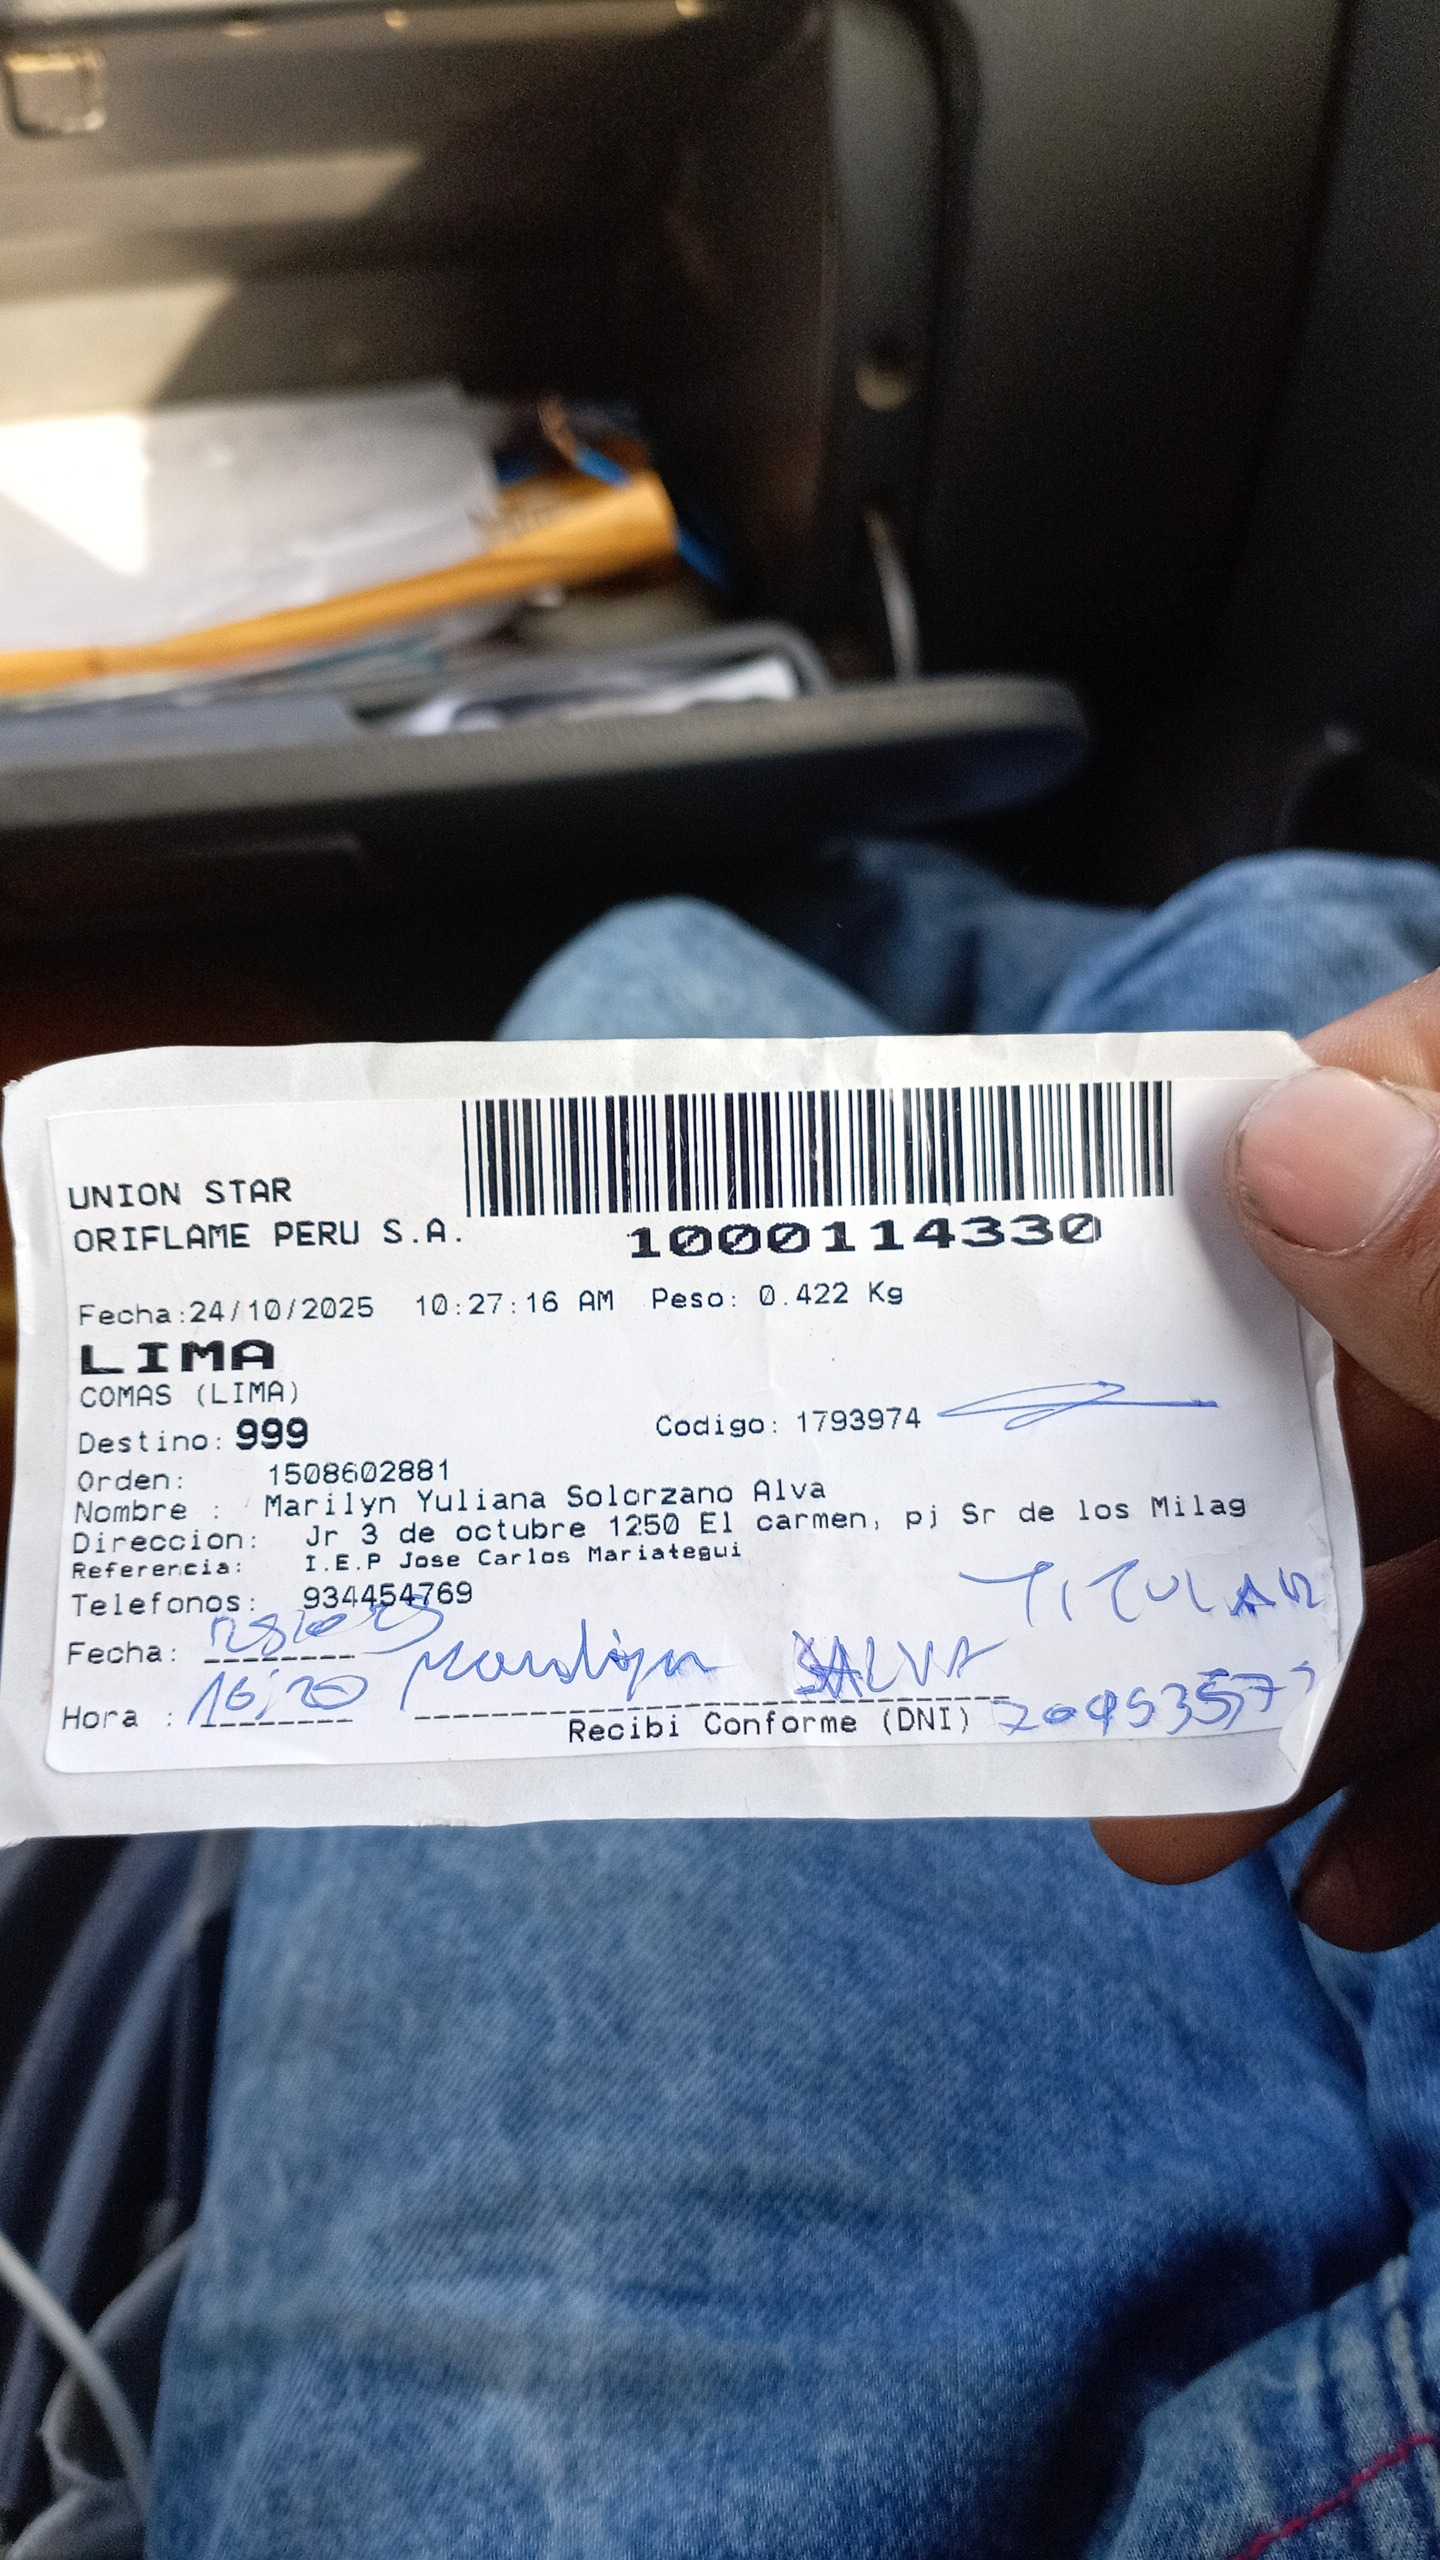 UNION STAR
ORIFLAME PERU S.A.
1000114330
Fecha:24/10/2025 10:27:16 AM Peso: 0.422 Kg
LIMA
COMAS (LIMA)
Destino: 999 Codigo: 1793974
Orden: 1508602881
Nombre : Marilyn Yuliana Solorzano Alva
Direccion: Jr 3 de octubre 1250 El carmen, pj Sr de los Milag
Referencia: I.E.P Jose Carlos Mariategui
Telefonos: 934454769
TITULAR
Fecha: SALVA
Hora : 16:20
Recibi Conforme (DNI)